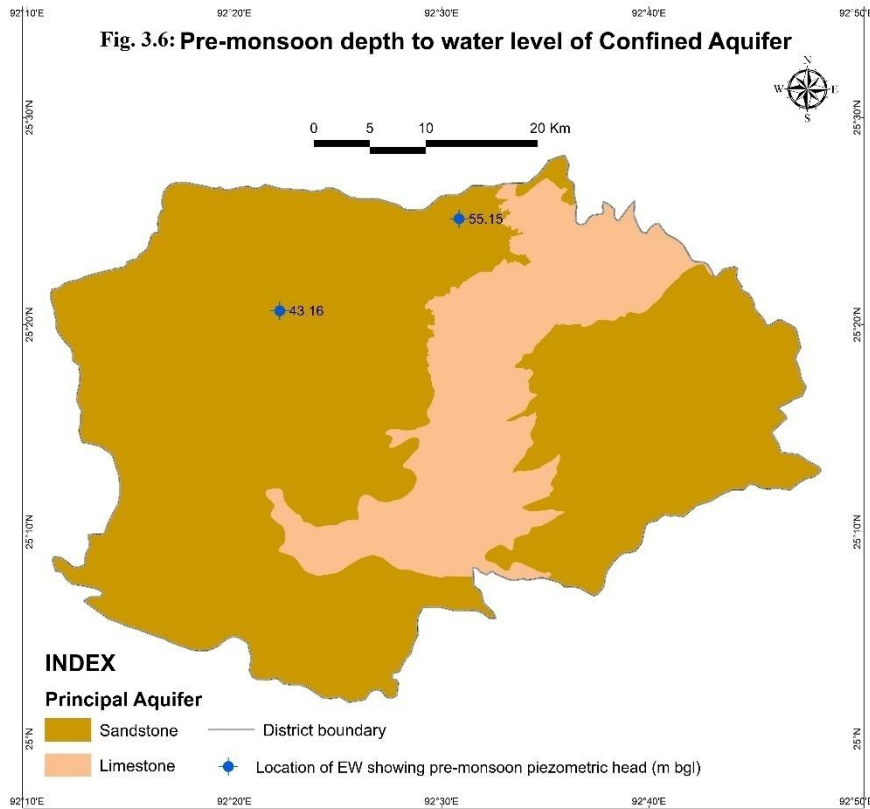 92°10'E 92°20'E 92°30'E 92°40'E 92°50'E
Fig. 3.6: Pre-monsoon depth to water level of Confined Aquifer
N
W E
S
25°30'N 25°30'N
0 5 10 20 Km
55.15
43.16
25°20'N 25°20'N
25°10'N 25°10'N
INDEX
Principal Aquifer
Sandstone District boundary
Limestone Location of EW showing pre-monsoon piezometric head (m bgl)
25°N 25°N
92°10'E 92°20'E 92°30'E 92°40'E 92°50'E